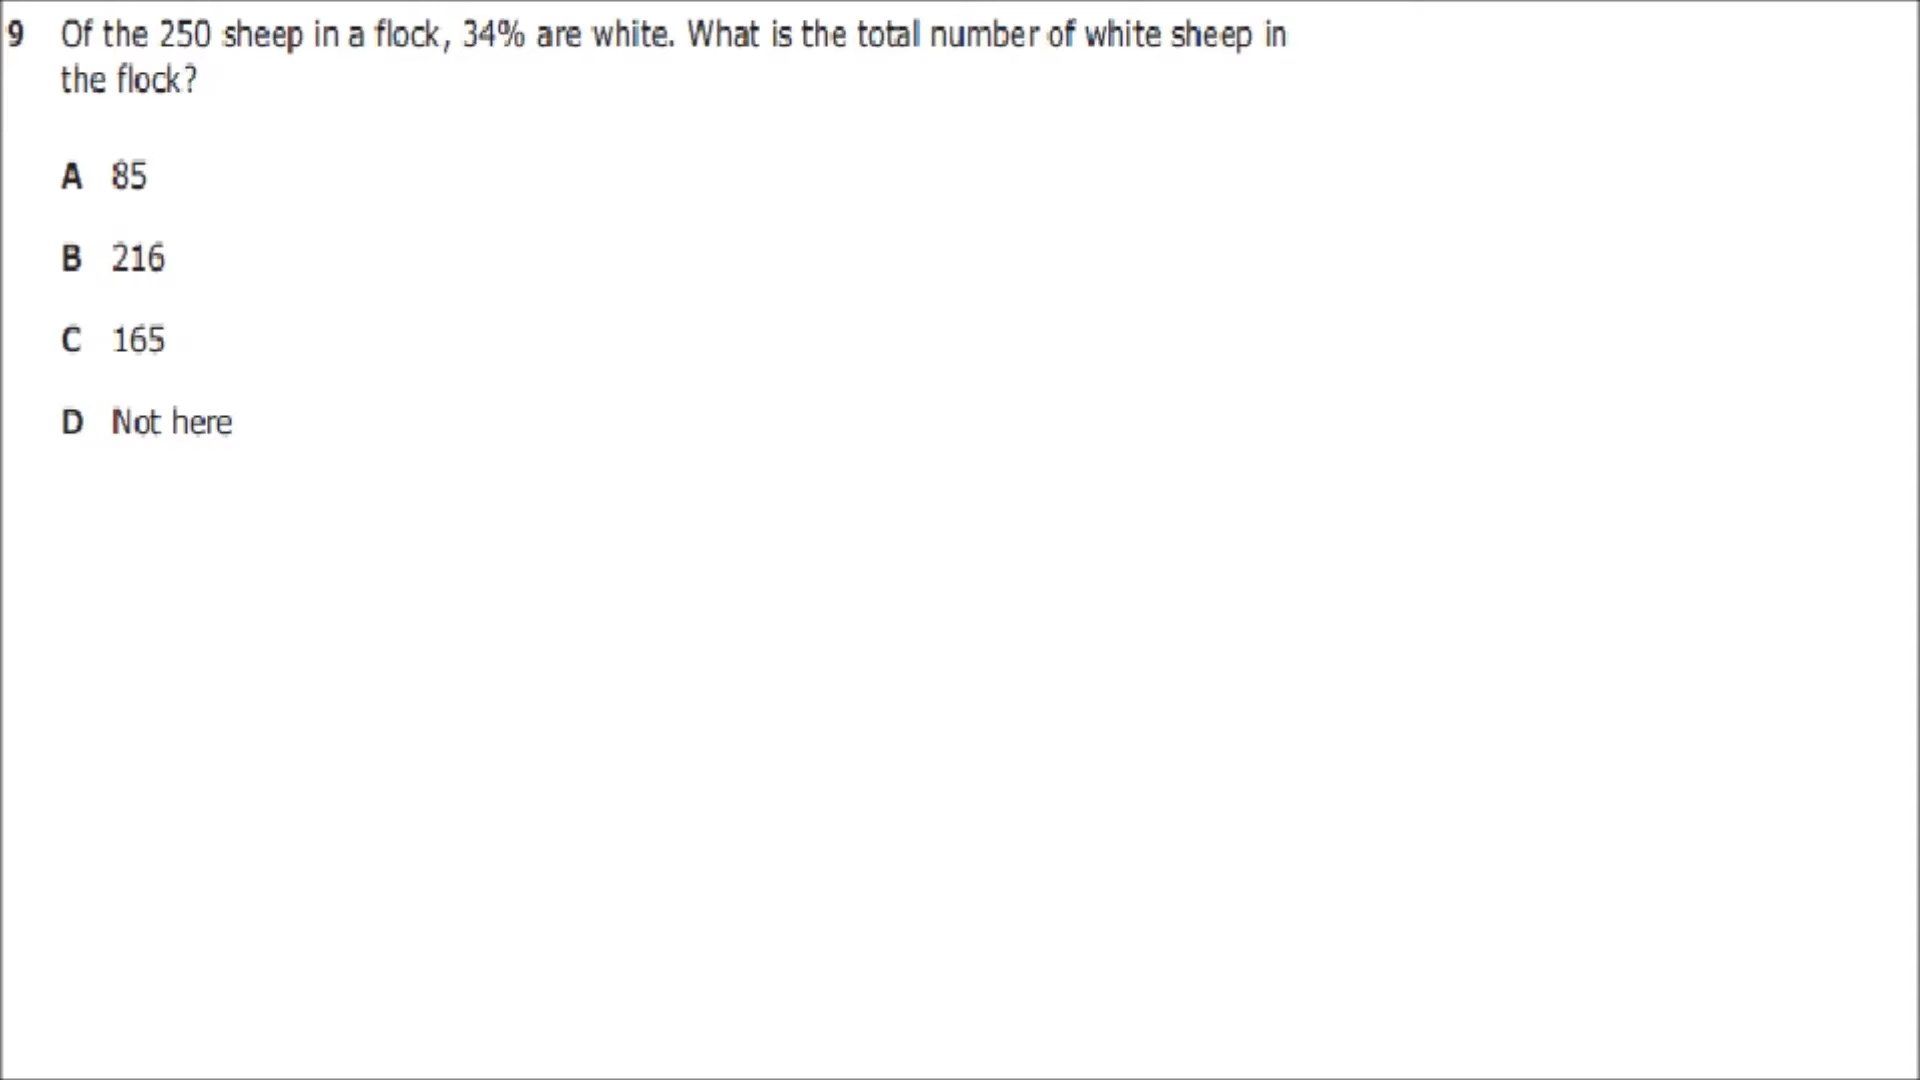 9 Of the 250 sheep in a flock, 34% are white. What is the total number of white sheep in
the flock?
A 85
B 216
C 165
D Not here